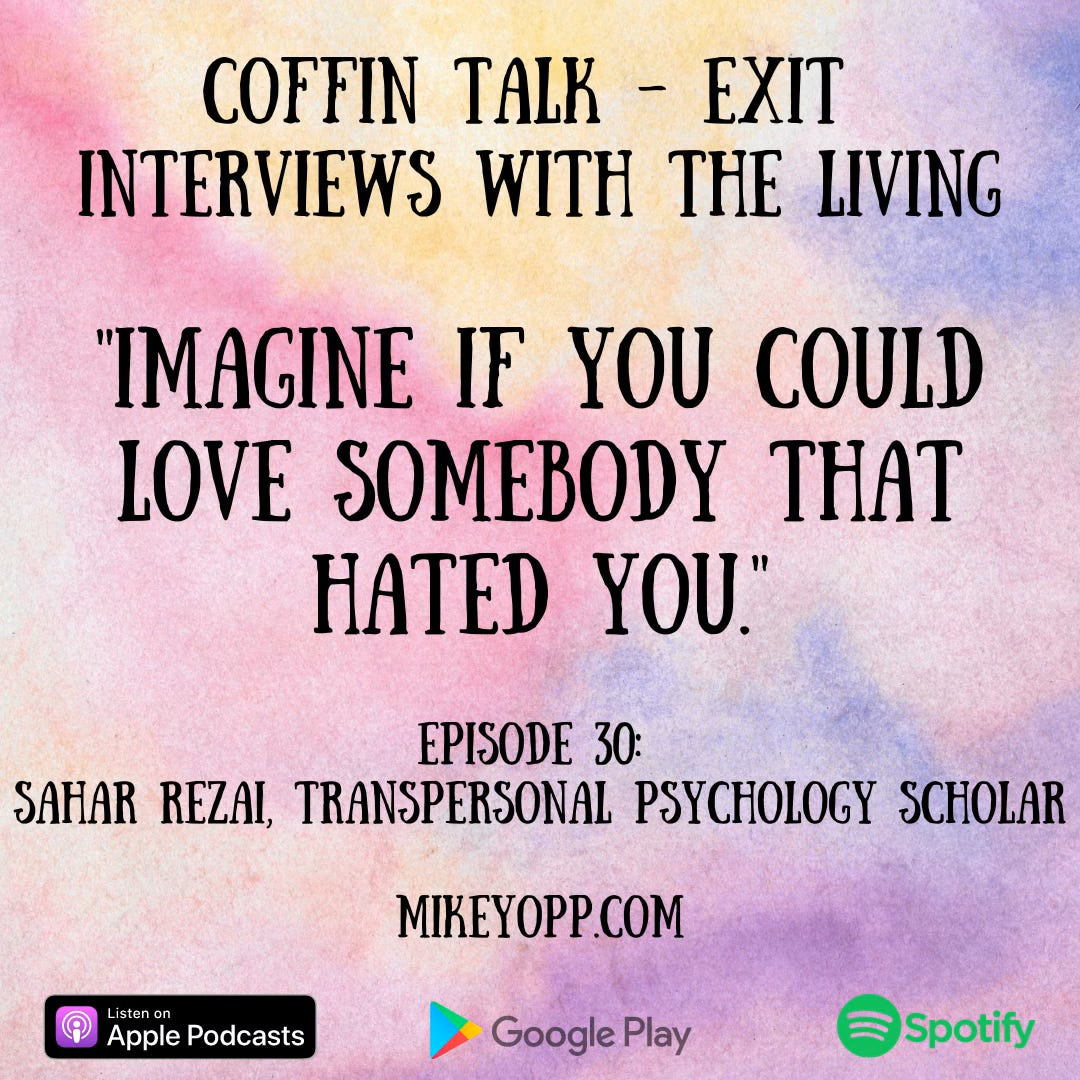 COFFIN TALK - EXIT
INTERVIEWS WITH THE LIVING
"IMAGINE IF YOU COULD
LOVE SOMEBODY THAT
HATED YOU."
EPISODE 30:
SAHAR REZAI, TRANSPERSONAL PSYCHOLOGY SCHOLAR
MIKEYOPP.COM
Listen on
Apple Podcasts
Google Play
Spotify